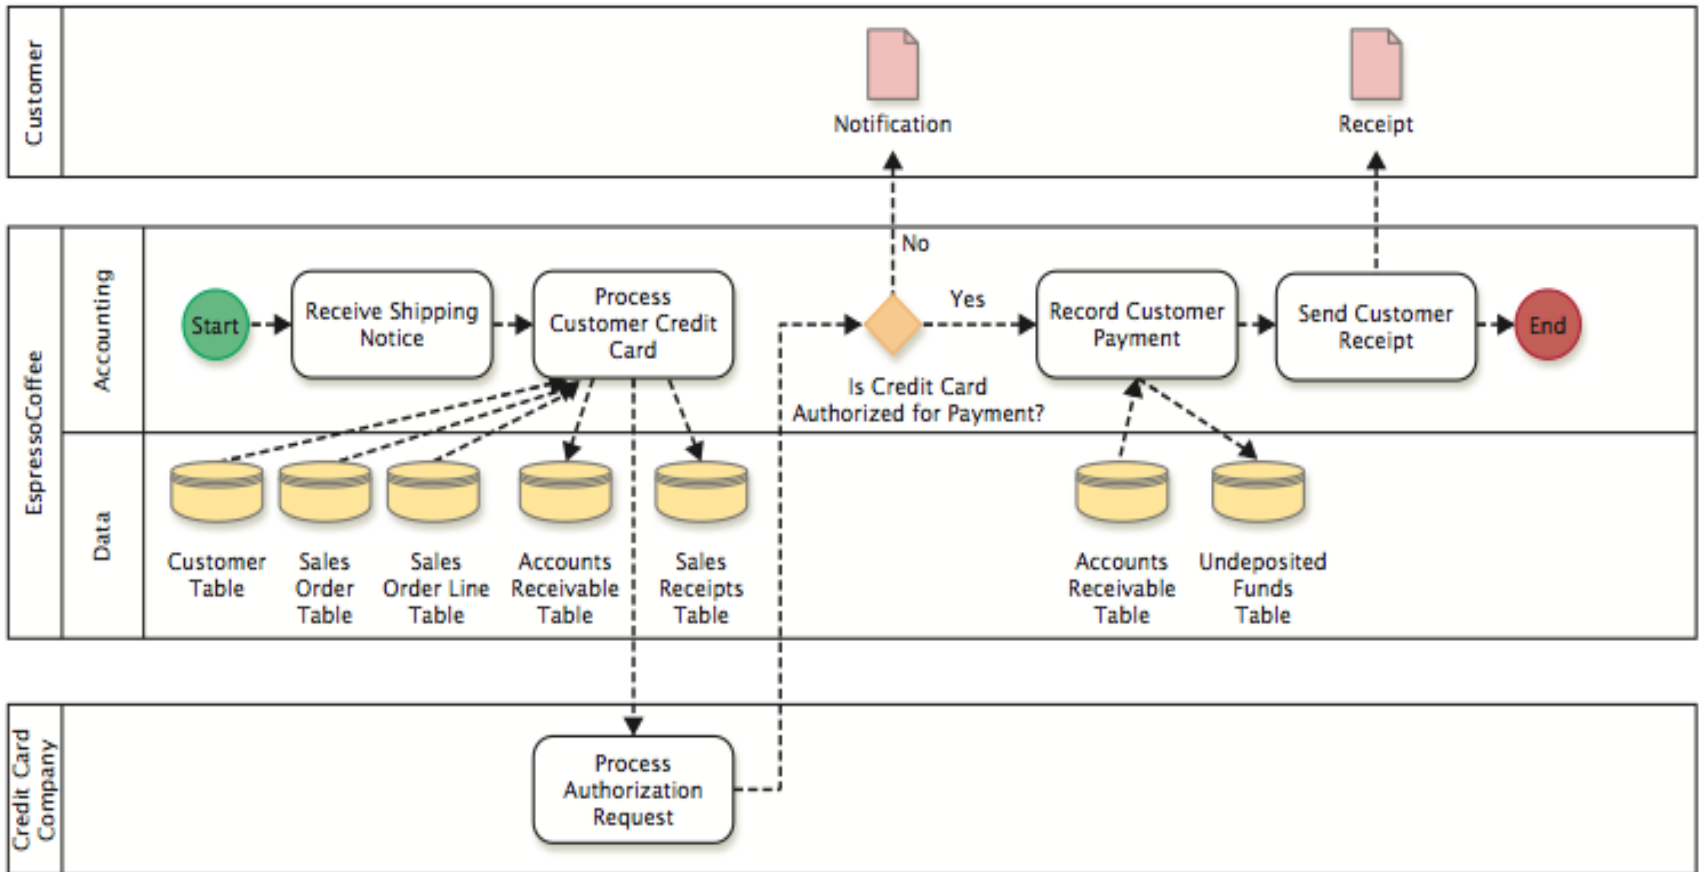 Customer
Notification
Receipt
EspressoCoffee
Accounting
Start
Receive Shipping
Notice
Process
Customer Credit
Card
No
Yes
Is Credit Card
Authorized for Payment?
Record Customer
Payment
Send Customer
Receipt
End
Data
Customer
Table
Sales
Order
Table
Sales
Order Line
Table
Accounts
Receivable
Table
Sales
Receipts
Table
Accounts
Receivable
Table
Undeposited
Funds
Table
Credit Card
Company
Process
Authorization
Request